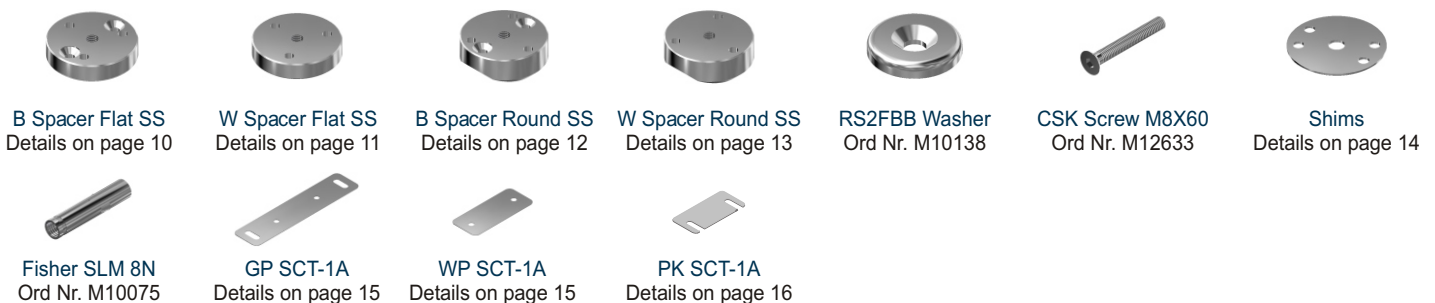 B Spacer Flat SS
Details on page 10
W Spacer Flat SS
Details on page 11
B Spacer Round SS
Details on page 12
W Spacer Round SS
Details on page 13
RS2FBB Washer
Ord Nr. M10138
CSK Screw M8X60
Ord Nr. M12633
Shims
Details on page 14
Fisher SLM 8N
Ord Nr. M10075
GP SCT-1A
Details on page 15
WP SCT-1A
Details on page 15
PK SCT-1A
Details on page 16